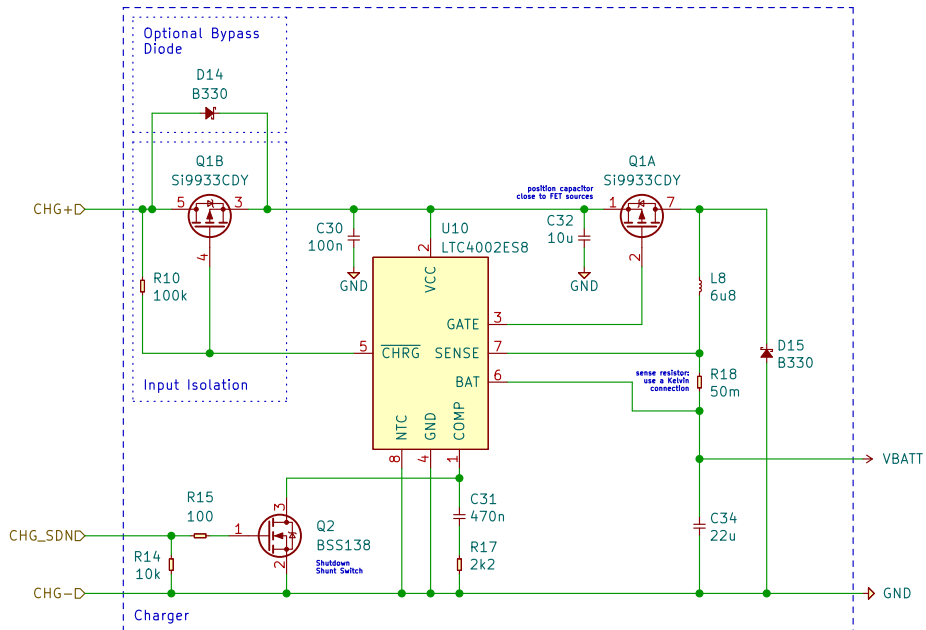 Optional Bypass
Diode
D14
B330
Q1B
Si9933CDY
5
3
4
CHG+
R10
100k
Input Isolation
C30
100n
GND
U10
LTC4002ES8
2
VCC
GATE
3
CHRG
5
SENSE
7
BAT
6
NTC
GND
COMP
8
4
1
position capacitor
close to FET sources
C32
10u
GND
Q1A
Si9933CDY
1
7
2
L8
6u8
D15
B330
sense resistor:
use a Kelvin
connection
R18
50m
VBATT
C34
22u
GND
C31
470n
R17
2k2
R15
100
1
3
2
Q2
BSS138
Shutdown
Shunt Switch
CHG_SDN
R14
10k
CHG-
Charger